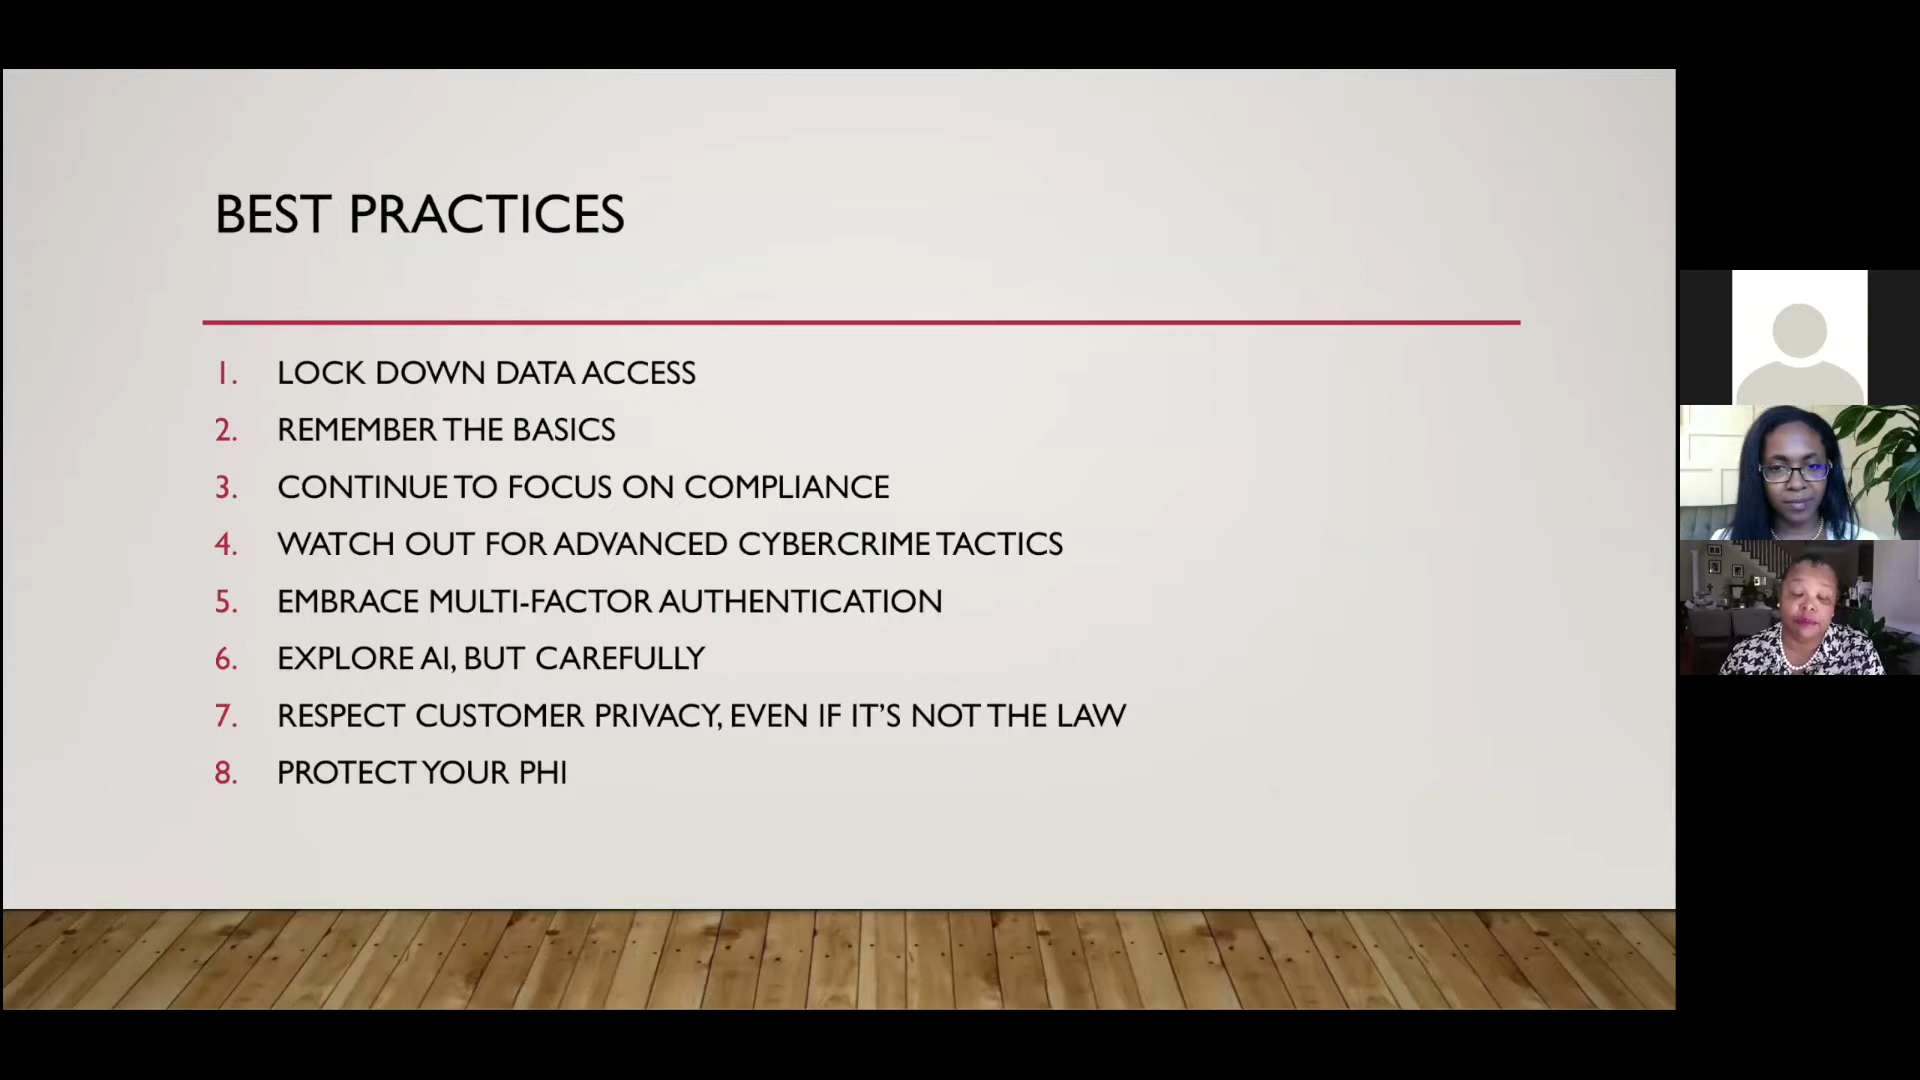 BEST PRACTICES
1. LOCK DOWN DATA ACCESS
2. REMEMBER THE BASICS
3. CONTINUE TO FOCUS ON COMPLIANCE
4. WATCH OUT FOR ADVANCED CYBERCRIME TACTICS
5. EMBRACE MULTI-FACTOR AUTHENTICATION
6. EXPLORE AI, BUT CAREFULLY
7. RESPECT CUSTOMER PRIVACY, EVEN IF IT’S NOT THE LAW
8. PROTECT YOUR PHI